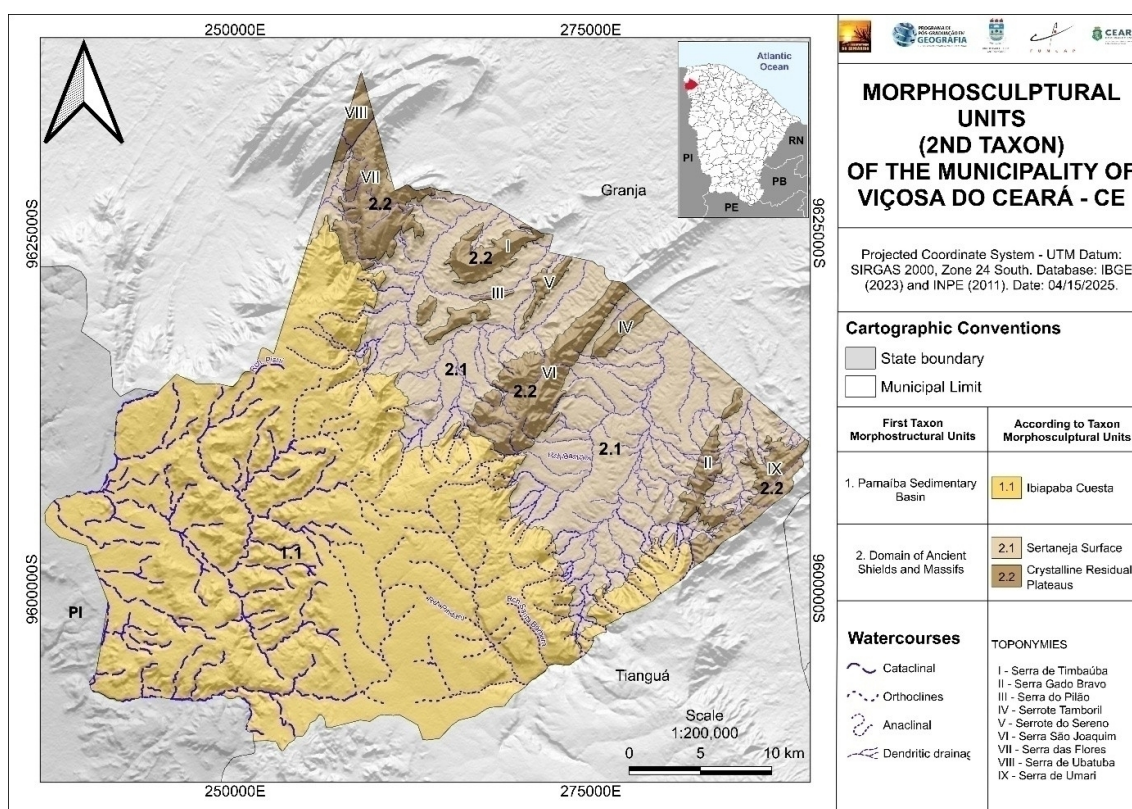 250000E
275000E
9625000S
9625000S
9600000S
9600000S
250000E
275000E
Atlantic
Ocean
PI
RN
PB
PE
Granja
Tianguá
PI
VIII
VII
2.2
I
2.2
V
III
IV
2.1
VI
2.2
2.1
II
IX
2.2
1.1
Scale
1:200,000
0 5 10 km
PROGRAMA DE
PÓS-GRADUAÇÃO EM
GEOGRAFIA
FUNCAP
CEAR
MORPHOSCULPTURAL
UNITS
(2ND TAXON)
OF THE MUNICIPALITY OF
VIÇOSA DO CEARÁ - CE
Projected Coordinate System - UTM Datum:
SIRGAS 2000, Zone 24 South. Database: IBGE
(2023) and INPE (2011). Date: 04/15/2025.
Cartographic Conventions
State boundary
Municipal Limit
First Taxon
Morphostructural Units
According to Taxon
Morphosculptural Units
1. Parnaíba Sedimentary
Basin
1.1 Ibiapaba Cuesta
2. Domain of Ancient
Shields and Massifs
2.1 Sertaneja Surface
2.2 Crystalline Residual
Plateaus
Watercourses
Cataclinal
Orthoclines
Anaclinal
Dendritic drainag
TOPONYMIES
I - Serra de Timbaúba
II - Serra Gado Bravo
III - Serra do Pilão
IV - Serrote Tamboril
V - Serrote do Sereno
VI - Serra São Joaquim
VII - Serra das Flores
VIII - Serra de Ubatuba
IX - Serra de Umari